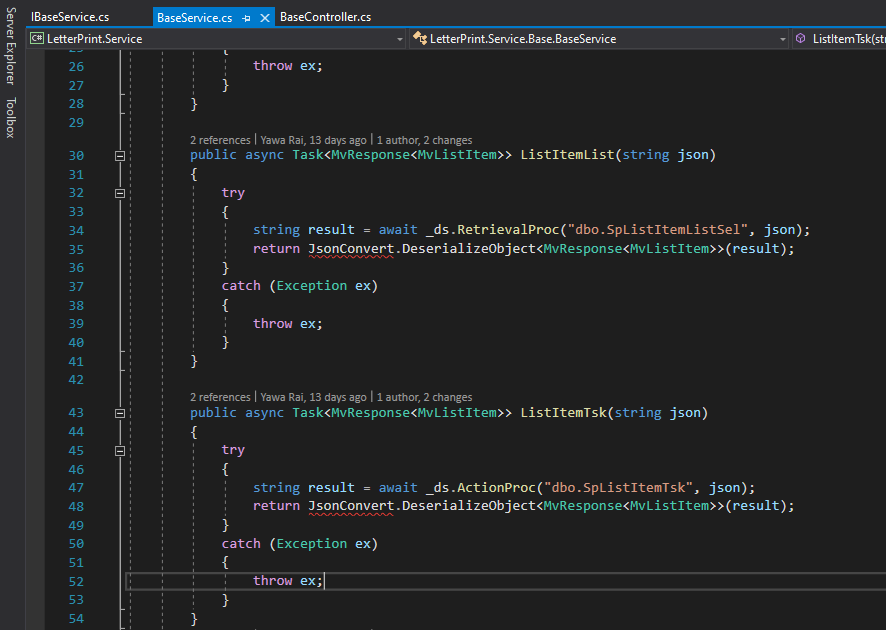 IBaseService.cs
BaseService.cs
BaseController.cs
LetterPrint.Service
LetterPrint.Service.Base.BaseService
ListItemTsk(str
Server Explorer
Toolbox
25 {
26 throw ex;
27 }
28 }
29
2 references | Yawa Rai, 13 days ago | 1 author, 2 changes
30 public async Task<MvResponse<MvListItem>> ListItemList(string json)
31 {
32 try
33 {
34 string result = await _ds.RetrievalProc("dbo.SpListItemListSel", json);
35 return JsonConvert.DeserializeObject<MvResponse<MvListItem>>(result);
36 }
37 catch (Exception ex)
38 {
39 throw ex;
40 }
41 }
42
2 references | Yawa Rai, 13 days ago | 1 author, 2 changes
43 public async Task<MvResponse<MvListItem>> ListItemTsk(string json)
44 {
45 try
46 {
47 string result = await _ds.ActionProc("dbo.SpListItemTsk", json);
48 return JsonConvert.DeserializeObject<MvResponse<MvListItem>>(result);
49 }
50 catch (Exception ex)
51 {
52 throw ex;
53 }
54 }